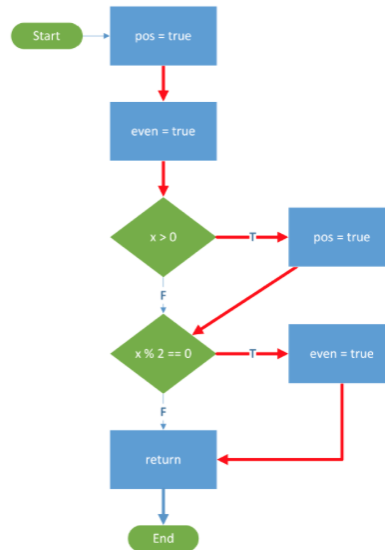 Start
pos = true
even = true
x > 0
T
pos = true
F
x % 2 == 0
T
even = true
F
return
End